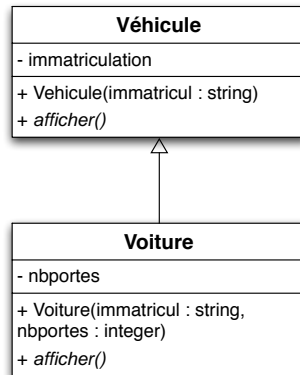 Véhicule
- immatriculation
+ Vehicule(immatricul : string)
+ afficher()
Voiture
- nbportes
+ Voiture(immatricul : string,
nbportes : integer)
+ afficher()